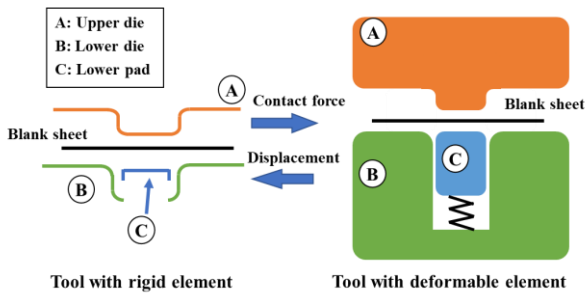 A: Upper die
B: Lower die
C: Lower pad
A
Contact force
Blank sheet
Displacement
B
C
Tool with rigid element
A
Blank sheet
C
B
Tool with deformable element